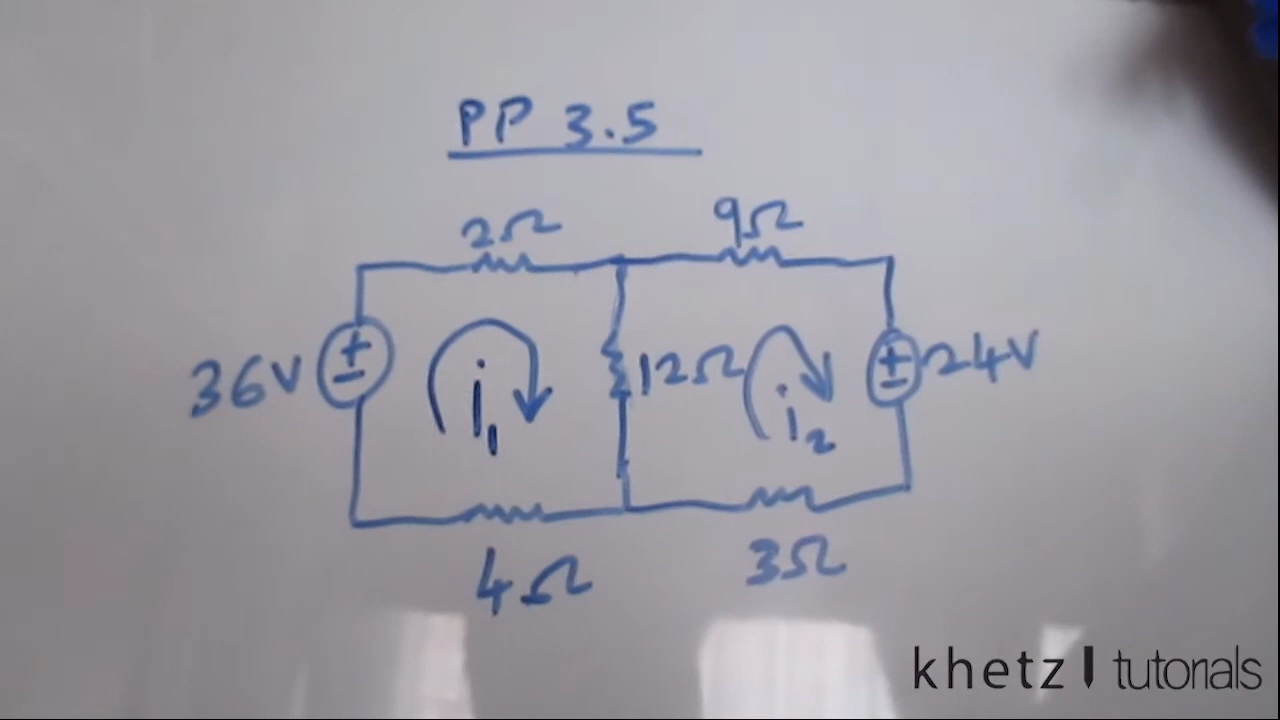 PP 3.5
2Ω
9Ω
36V
+
−
i₁
12Ω
i₂
+
−
24V
4Ω
3Ω
khetz tutorials